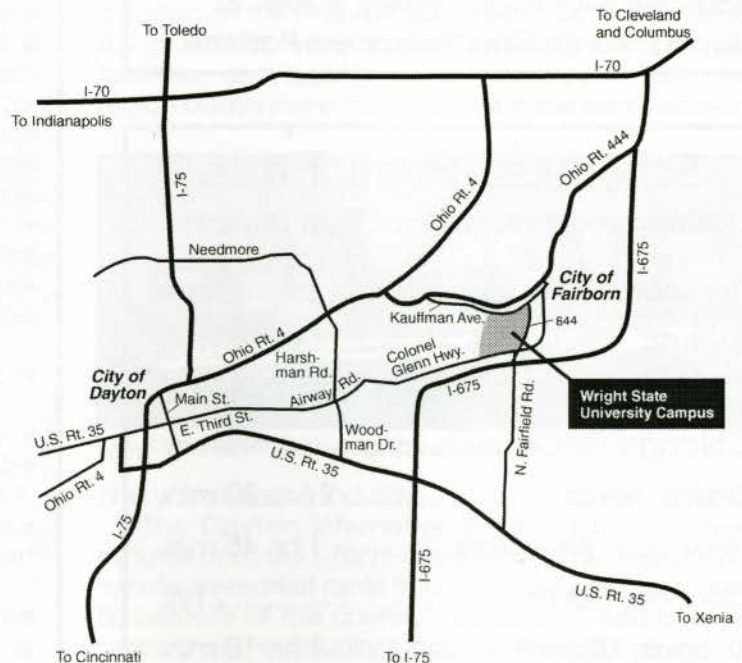 To Cleveland
and Columbus
To Toledo
I-70
I-70
To Indianapolis
Ohio Rt. 444
I-75
Ohio Rt. 4
Needmore
I-675
City of
Fairborn
Kauffman Ave.
844
Ohio Rt. 4
Harsh-
man Rd.
Colonel
Glenn Hwy.
City of
Dayton
Main St.
Airway Rd.
I-675
Wright State
University Campus
E. Third St.
U.S. Rt. 35
Wood-
man Dr.
N. Fairfield Rd.
Ohio Rt. 4
U.S. Rt. 35
I-75
I-675
U.S. Rt. 35
To Xenia
To Cincinnati
To I-75